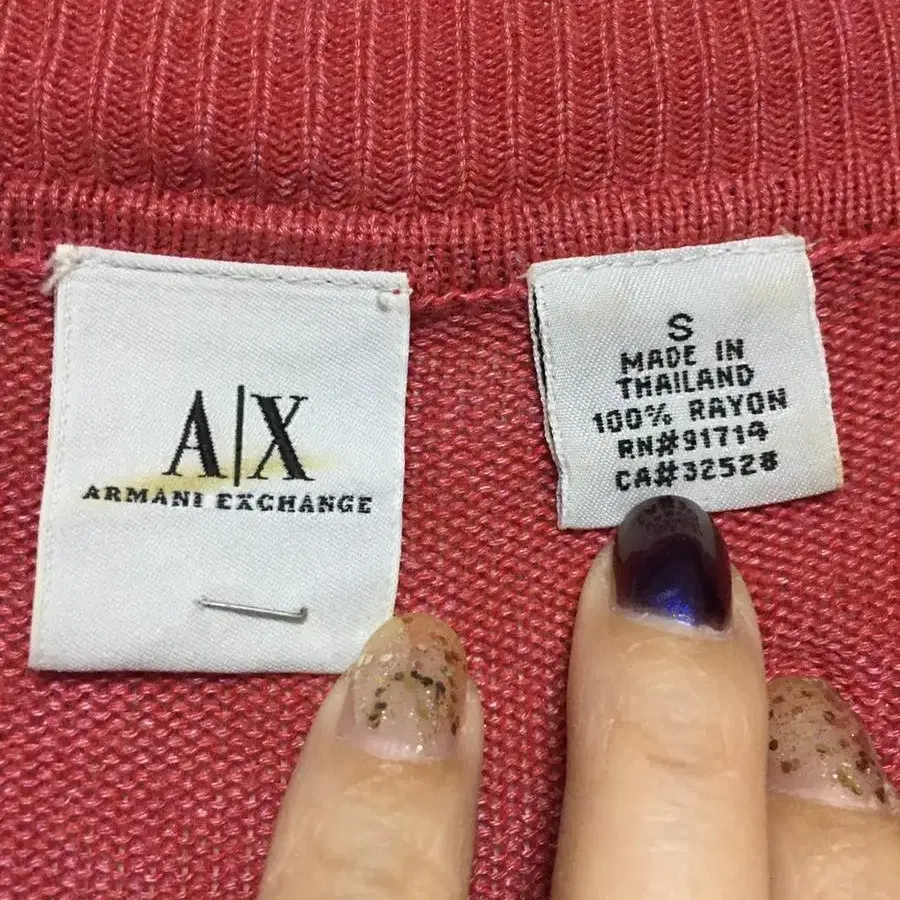 A|X
ARMANI EXCHANGE
S
MADE IN
THAILAND
100% RAYON
RN#91714
CA#32528